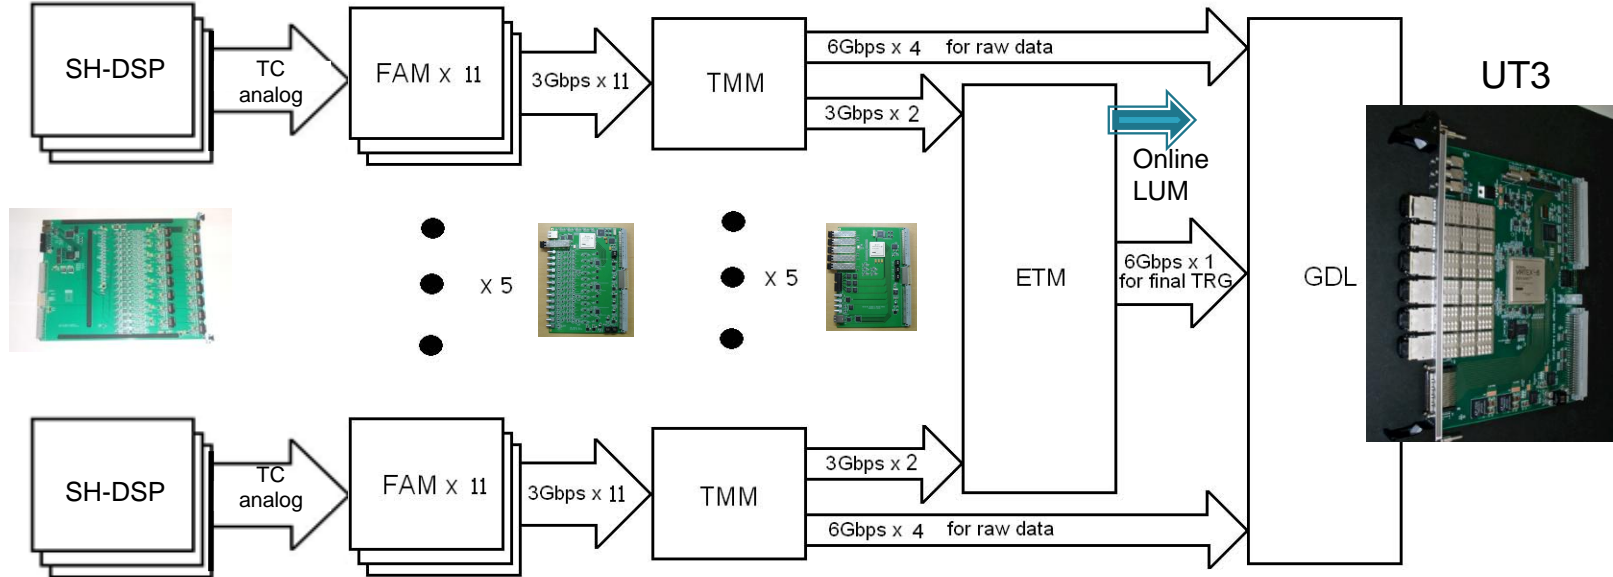 SH-DSP
TC
analog
FAM x 11
3Gbps x 11
TMM
6Gbps x 4 for raw data
3Gbps x 2
Online
LUM
UT3
x 5
x 5
ETM
6Gbps x 1
for final TRG
GDL
SH-DSP
TC
analog
FAM x 11
3Gbps x 11
TMM
3Gbps x 2
6Gbps x 4 for raw data